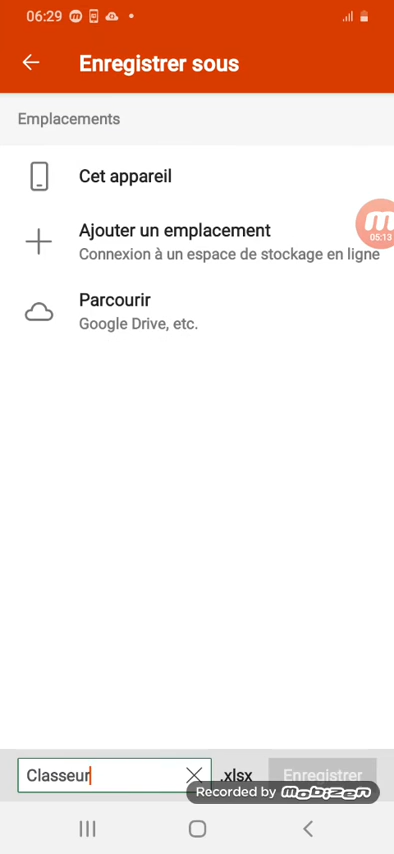 06:29
Enregistrer sous
Emplacements
Cet appareil
Ajouter un emplacement
Connexion à un espace de stockage en ligne
05:13
Parcourir
Google Drive, etc.
Classeur
.xlsx
Enregistrer
Recorded by mobizen